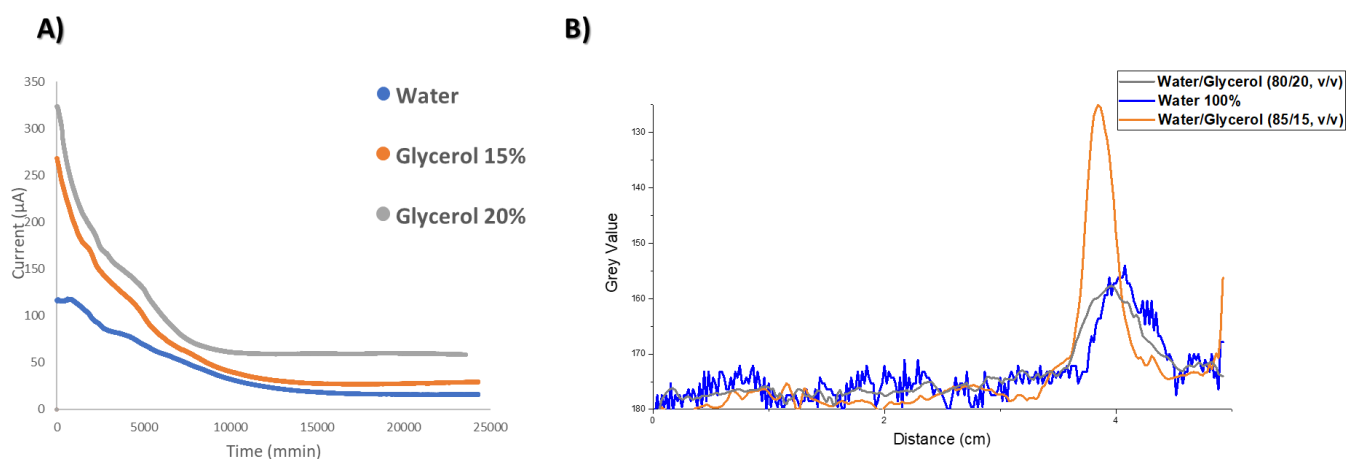 A)
350
300
250
200
150
100
50
0
Current (µA)
0
5000
10000
15000
20000
25000
Time (mmin)
Water
Glycerol 15%
Glycerol 20%
B)
Water/Glycerol (80/20, v/v)
Water 100%
Water/Glycerol (85/15, v/v)
130
140
150
160
170
180
Grey Value
0
2
4
Distance (cm)